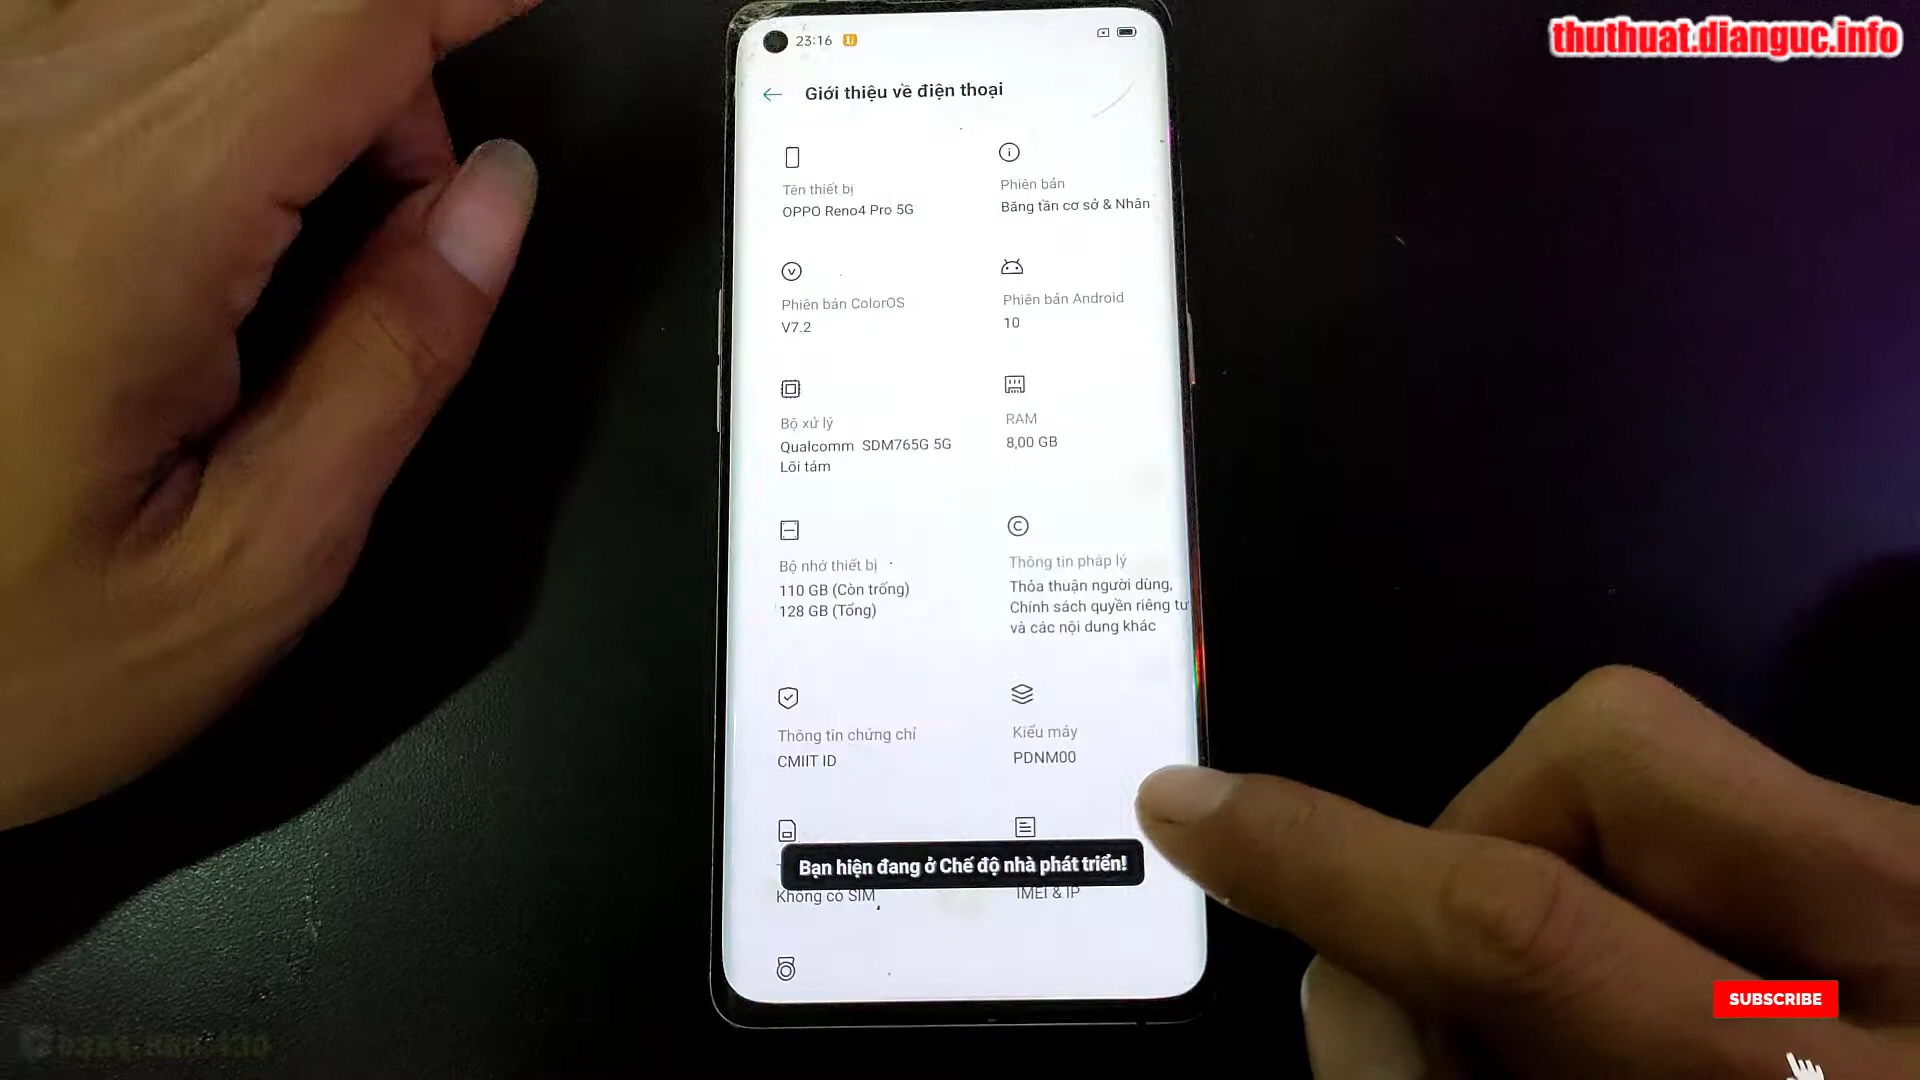 thuthuat.dianguc.info
23:16
Giới thiệu về điện thoại
Tên thiết bị
OPPO Reno4 Pro 5G
Phiên bản
Băng tần cơ sở & Nhân
Phiên bản ColorOS
V7.2
Phiên bản Android
10
Bộ xử lý
Qualcomm SDM765G 5G
Lõi tám
RAM
8,00 GB
Bộ nhớ thiết bị
110 GB (Còn trống)
128 GB (Tổng)
Thông tin pháp lý
Thỏa thuận người dùng,
Chính sách quyền riêng tư
và các nội dung khác
Thông tin chứng chỉ
CMIIT ID
Kiểu máy
PDNM00
Bạn hiện đang ở Chế độ nhà phát triển!
Không có SIM
IMEI & IP
SUBSCRIBE